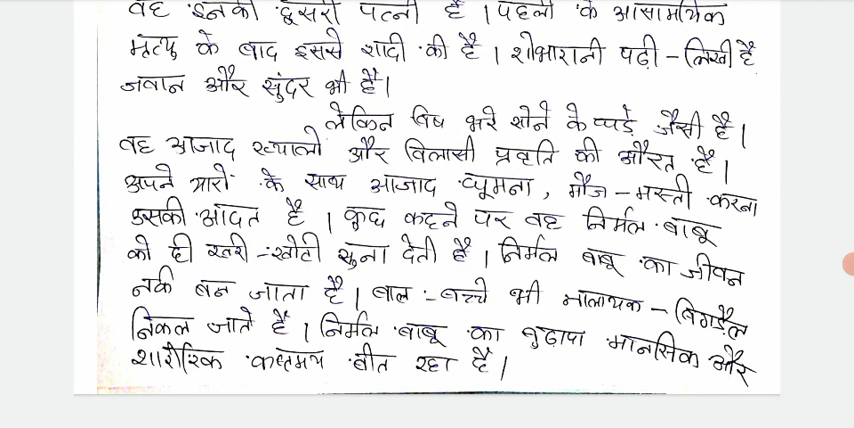 वह इनकी दुसरी पत्नी है । पहली के आसामयिक
मृत्यु के बाद इससे शादी की है । शोभारानी पढ़ी - लिखी है
जवान और सुंदर भी है ।
लेकिन विष भरे सोने के घड़े जैसी है ।
वह आजाद ख्यालो और विलासी प्रवृति की औरत है ।
अपने यारों के साथ आजाद घूमना , मौज - मस्ती करना
उसकी आदत है । कुछ कहने पर वह निर्मल बाबू
को ही खरी - खोटी सुना देती है । निर्मल बाबू का जीवन
नर्क बन जाता है । बाल - बच्चे भी नालायक - बिगड़ैल
निकल जाते हैं । निर्मल बाबू का बुढ़ापा मानसिक और
शारीरिक कष्टमय बीत रहा है ।